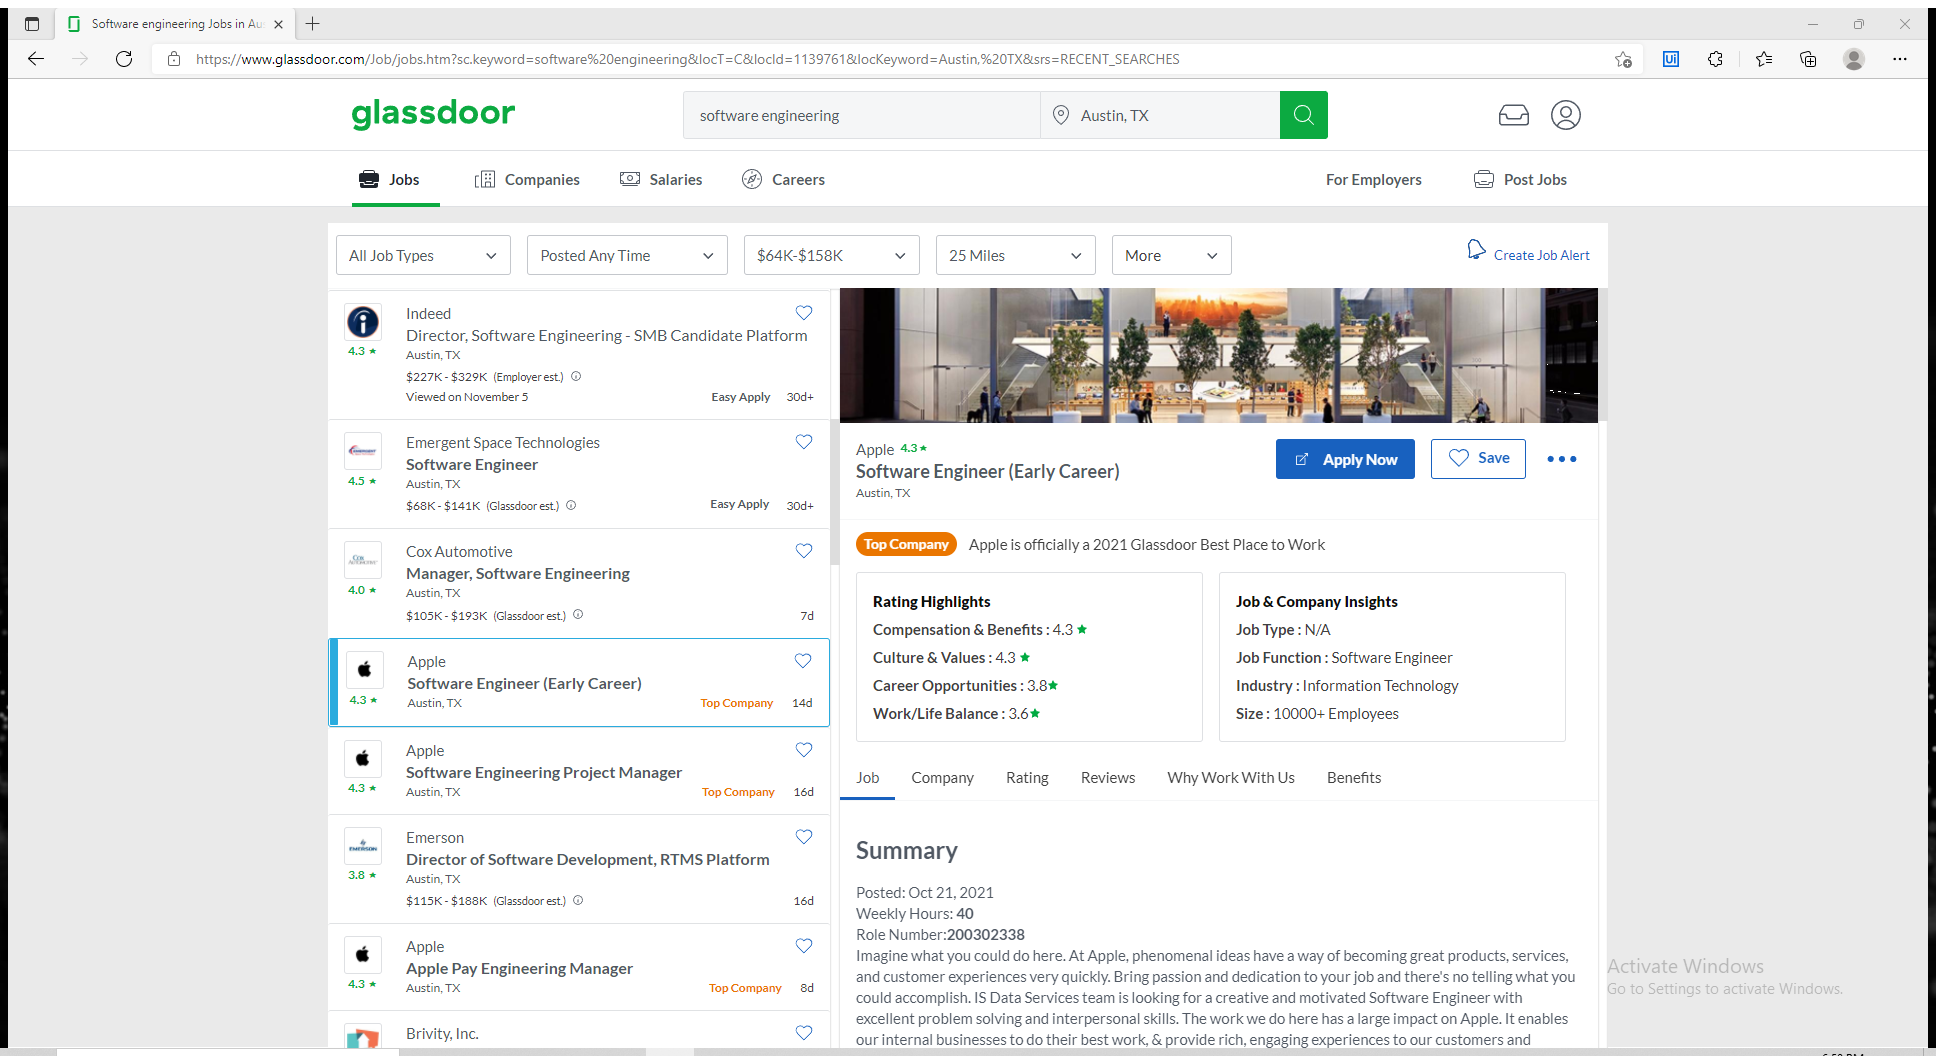 Software engineering Jobs in Au
https://www.glassdoor.com/Job/jobs.htm?sc.keyword=software%20engineering&locT=C&locId=1139761&locKeyword=Austin,%20TX&srs=RECENT_SEARCHES
Ui
glassdoor
software engineering
Austin, TX
Jobs
Companies
Salaries
Careers
For Employers
Post Jobs
All Job Types
Posted Any Time
$64K-$158K
25 Miles
More
Create Job Alert
Indeed
Director, Software Engineering - SMB Candidate Platform
4.3 ★
Austin, TX
$227K - $329K (Employer est.)
Viewed on November 5
Easy Apply 30d+
Emergent Space Technologies
Software Engineer
4.5 ★
Austin, TX
$68K - $141K (Glassdoor est.)
Easy Apply 30d+
Cox Automotive
Manager, Software Engineering
4.0 ★
Austin, TX
$105K - $193K (Glassdoor est.)
7d
Apple
Software Engineer (Early Career)
4.3 ★
Austin, TX
Top Company 14d
Apple
Software Engineering Project Manager
4.3 ★
Austin, TX
Top Company 16d
EMERSON
Emerson
Director of Software Development, RTMS Platform
3.8 ★
Austin, TX
$115K - $188K (Glassdoor est.)
16d
Apple
Apple Pay Engineering Manager
4.3 ★
Austin, TX
Top Company 8d
Brivity, Inc.
Apple 4.3 ★
Software Engineer (Early Career)
Austin, TX
Apply Now
Save
Top Company Apple is officially a 2021 Glassdoor Best Place to Work
Rating Highlights
Compensation & Benefits : 4.3 ★
Culture & Values : 4.3 ★
Career Opportunities : 3.8★
Work/Life Balance : 3.6★
Job & Company Insights
Job Type : N/A
Job Function : Software Engineer
Industry : Information Technology
Size : 10000+ Employees
Job
Company
Rating
Reviews
Why Work With Us
Benefits
Summary
Posted: Oct 21, 2021
Weekly Hours: 40
Role Number:200302338
Imagine what you could do here. At Apple, phenomenal ideas have a way of becoming great products, services,
and customer experiences very quickly. Bring passion and dedication to your job and there's no telling what you
could accomplish. IS Data Services team is looking for a creative and motivated Software Engineer with
excellent problem solving and interpersonal skills. The work we do here has a large impact on Apple. It enables
our internal businesses to do their best work, & provide rich, engaging experiences to our customers and
Activate Windows
Go to Settings to activate Windows.